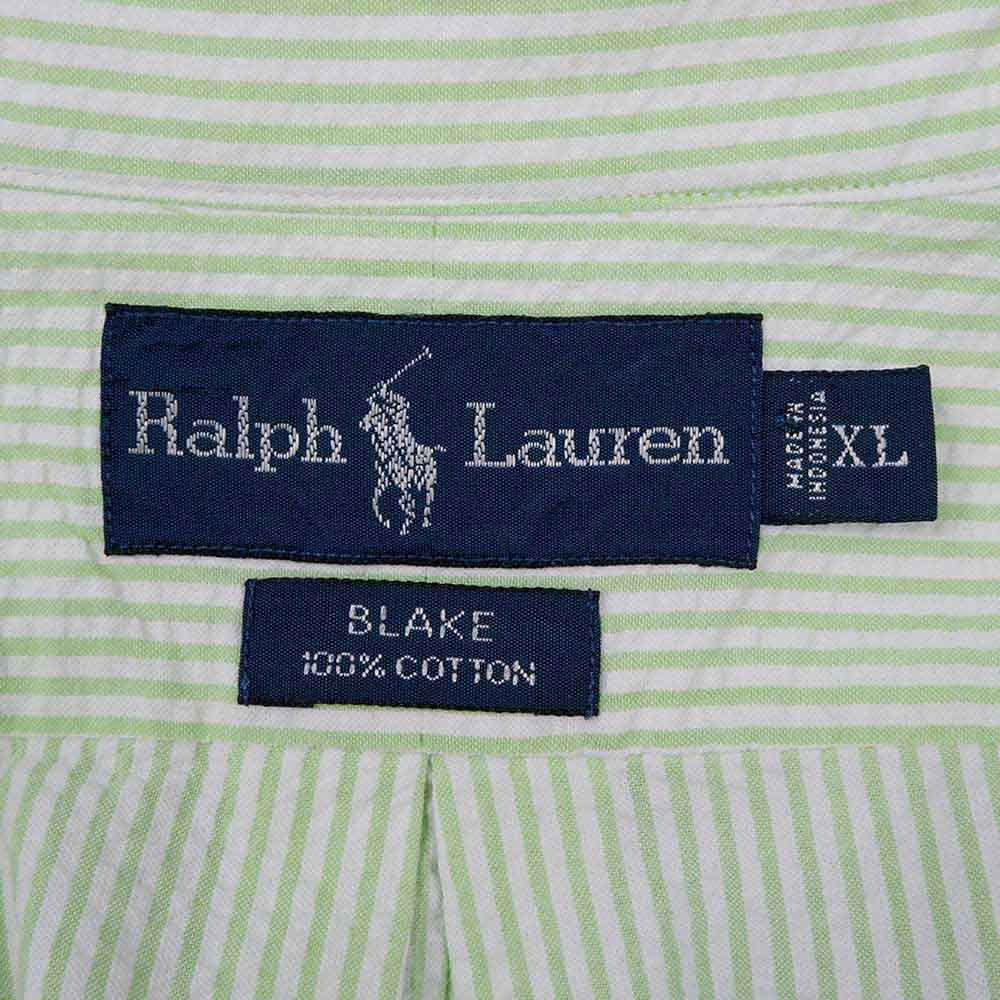 Ralph Lauren
MADE IN
INDONESIA
XL
BLAKE
100% COTTON